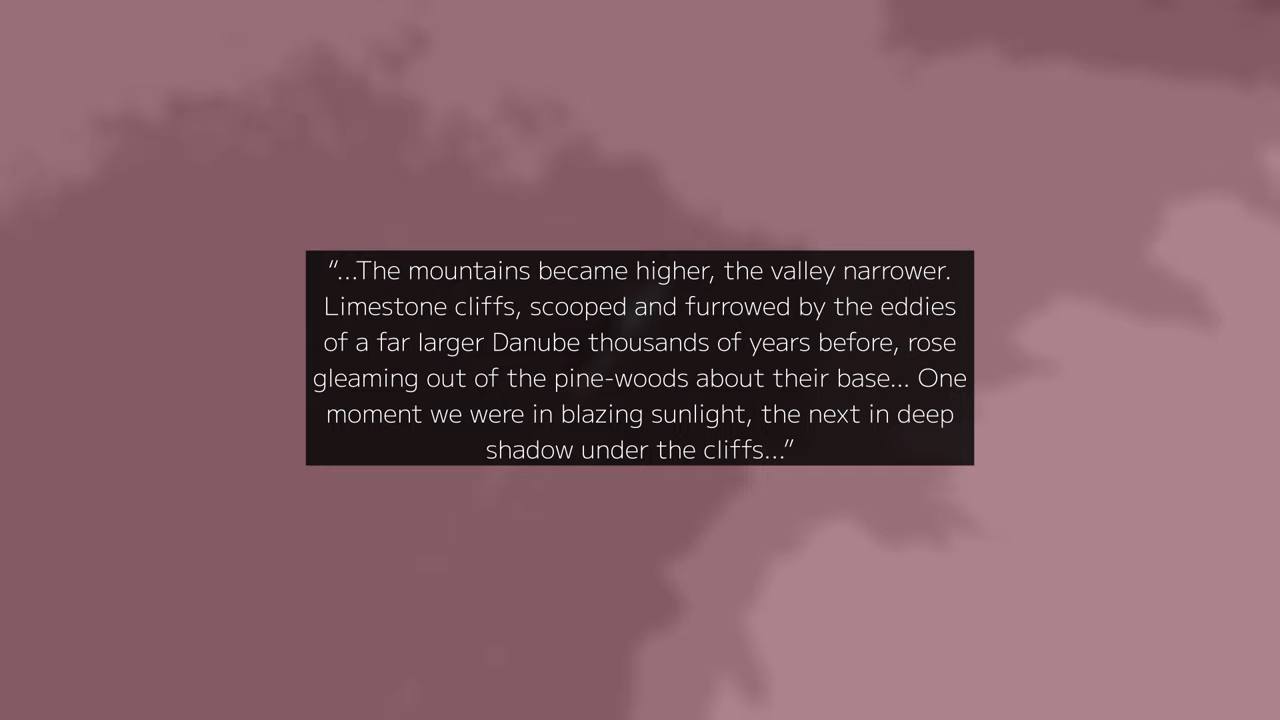 “...The mountains became higher, the valley narrower.
Limestone cliffs, scooped and furrowed by the eddies
of a far larger Danube thousands of years before, rose
gleaming out of the pine-woods about their base... One
moment we were in blazing sunlight, the next in deep
shadow under the cliffs...”